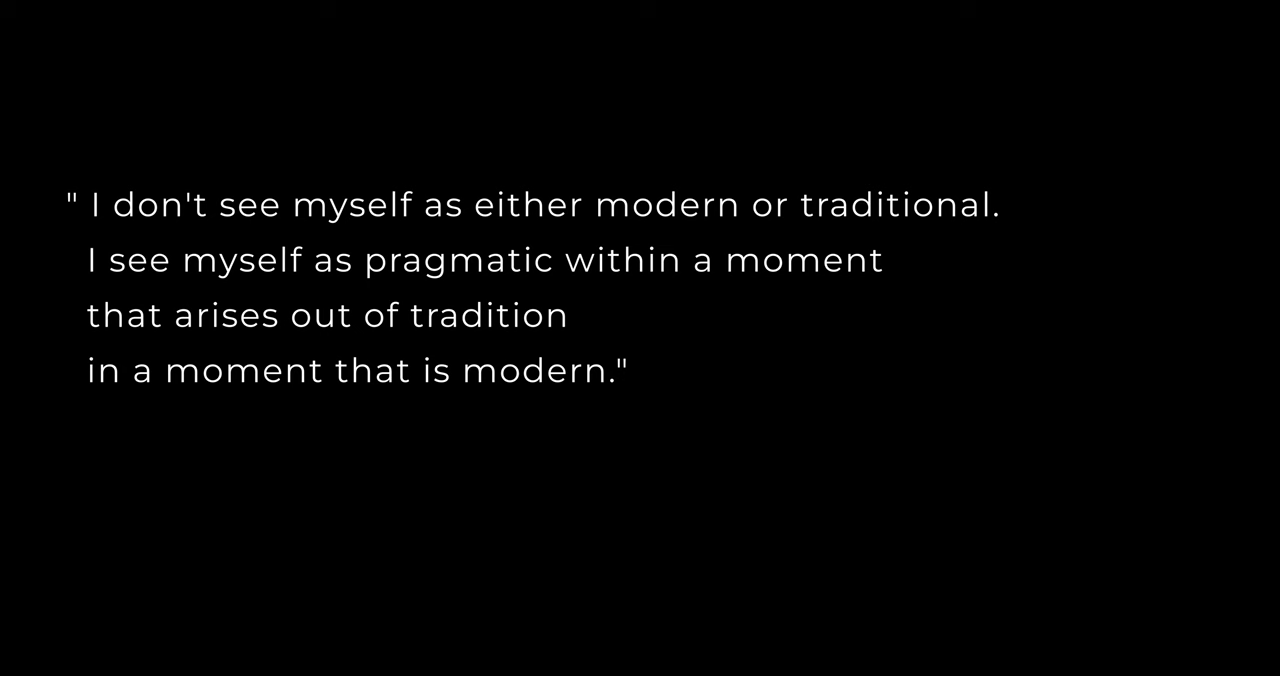 " I don't see myself as either modern or traditional.
I see myself as pragmatic within a moment
that arises out of tradition
in a moment that is modern."